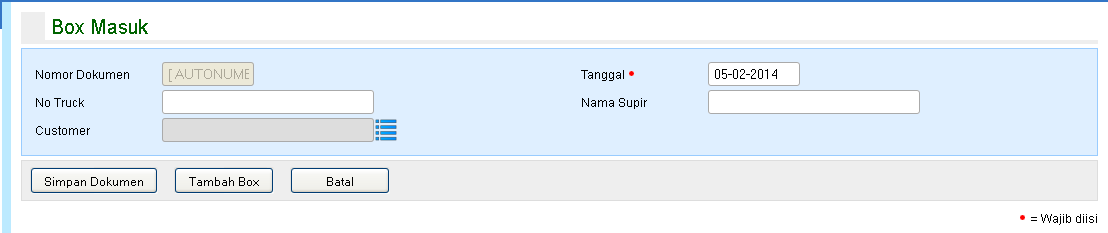 Box Masuk
Nomor Dokumen [ AUTONUME Tanggal • 05-02-2014
No Truck Nama Supir
Customer
Simpan Dokumen Tambah Box Batal
• = Wajib diisi